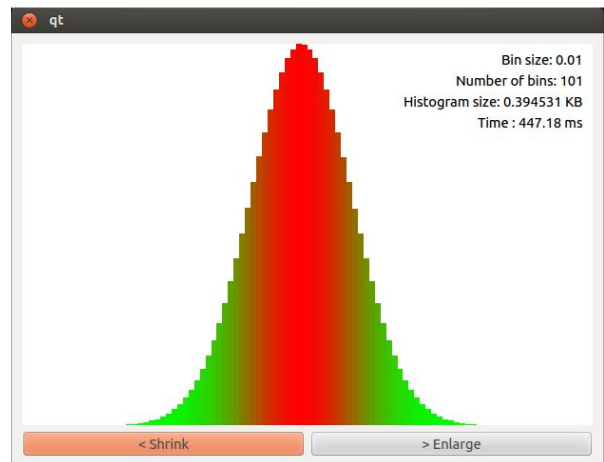 qt
Bin size: 0.01
Number of bins: 101
Histogram size: 0.394531 KB
Time : 447.18 ms
< Shrink
> Enlarge